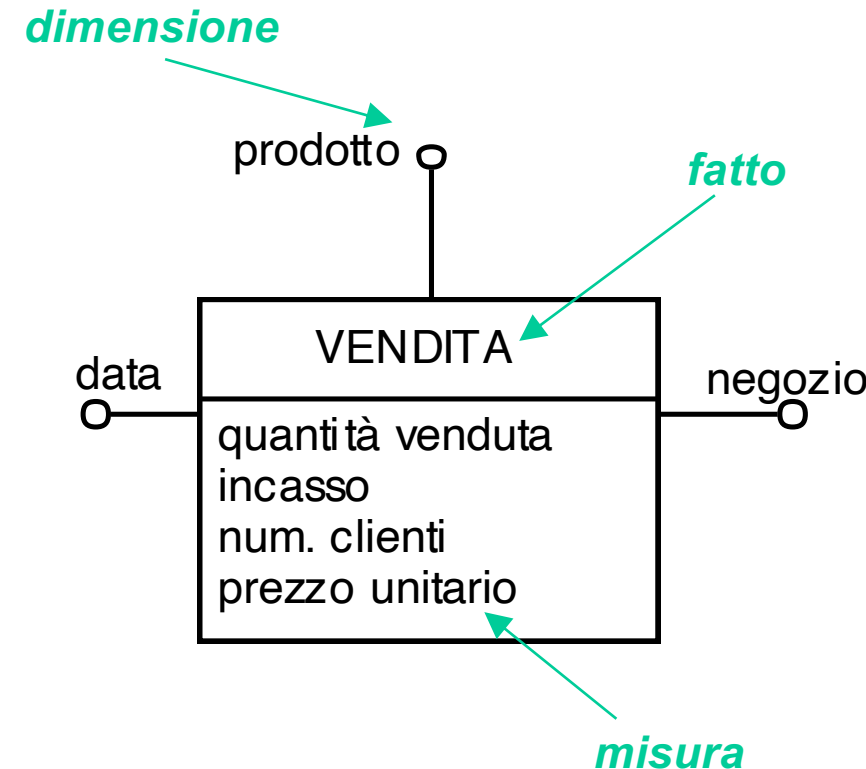 dimensione
prodotto
fatto
VENDITA
data
negozio
quantità venduta
incasso
num. clienti
prezzo unitario
misura